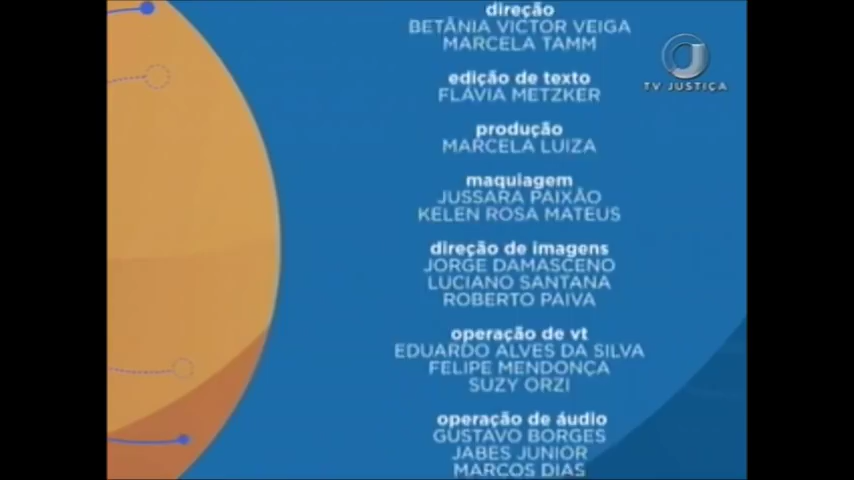 direção
BETÂNIA VICTOR VEIGA
MARCELA TAMM
TV JUSTIÇA
edição de texto
FLÁVIA METZKER
produção
MARCELA LUIZA
maquiagem
JUSSARA PAIXÃO
KELEN ROSA MATEUS
direção de imagens
JORGE DAMASCENO
LUCIANO SANTANA
ROBERTO PAIVA
operação de vt
EDUARDO ALVES DA SILVA
FELIPE MENDONÇA
SUZY ORZI
operação de áudio
GUSTAVO BORGES
JABES JUNIOR
MARCOS DIAS